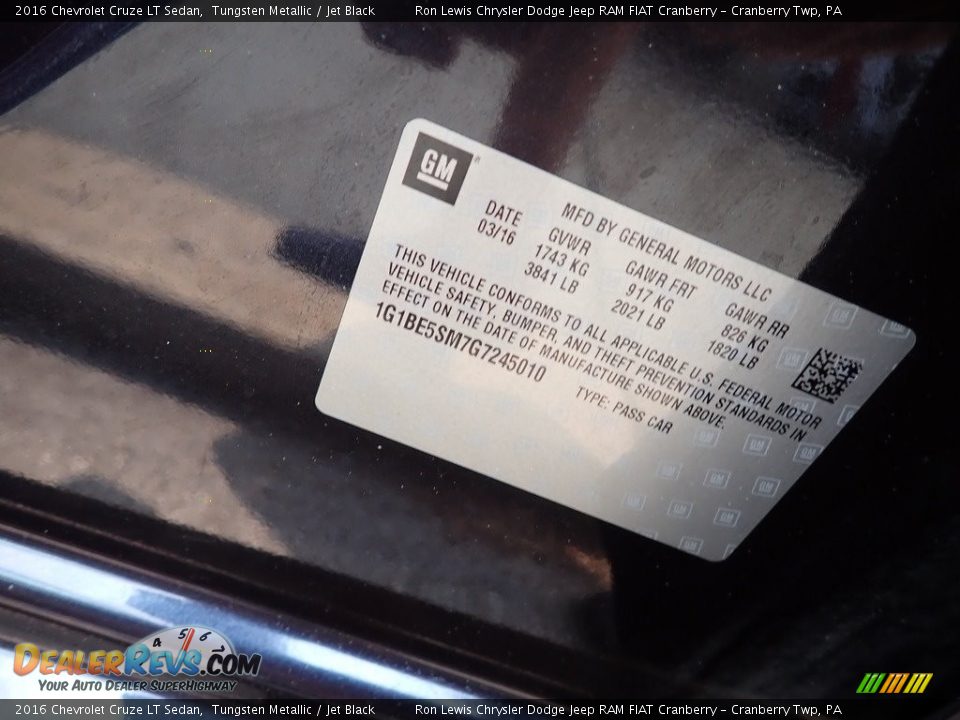 2016 Chevrolet Cruze LT Sedan,  Tungsten Metallic / Jet Black    Ron Lewis Chrysler Dodge Jeep RAM FIAT Cranberry - Cranberry Twp, PA
GM®
MFD BY GENERAL MOTORS LLC
DATE GVWR GAWR FRT GAWR RR
03/16 1743 KG 917 KG 826 KG
3841 LB 2021 LB 1820 LB
THIS VEHICLE CONFORMS TO ALL APPLICABLE U.S. FEDERAL MOTOR
VEHICLE SAFETY, BUMPER, AND THEFT PREVENTION STANDARDS IN
EFFECT ON THE DATE OF MANUFACTURE SHOWN ABOVE.
1G1BE5SM7G7245010 TYPE: PASS CAR
4 5 6 7
DealerRevs.com
Your Auto Dealer SuperHighway
2016 Chevrolet Cruze LT Sedan,  Tungsten Metallic / Jet Black    Ron Lewis Chrysler Dodge Jeep RAM FIAT Cranberry - Cranberry Twp, PA